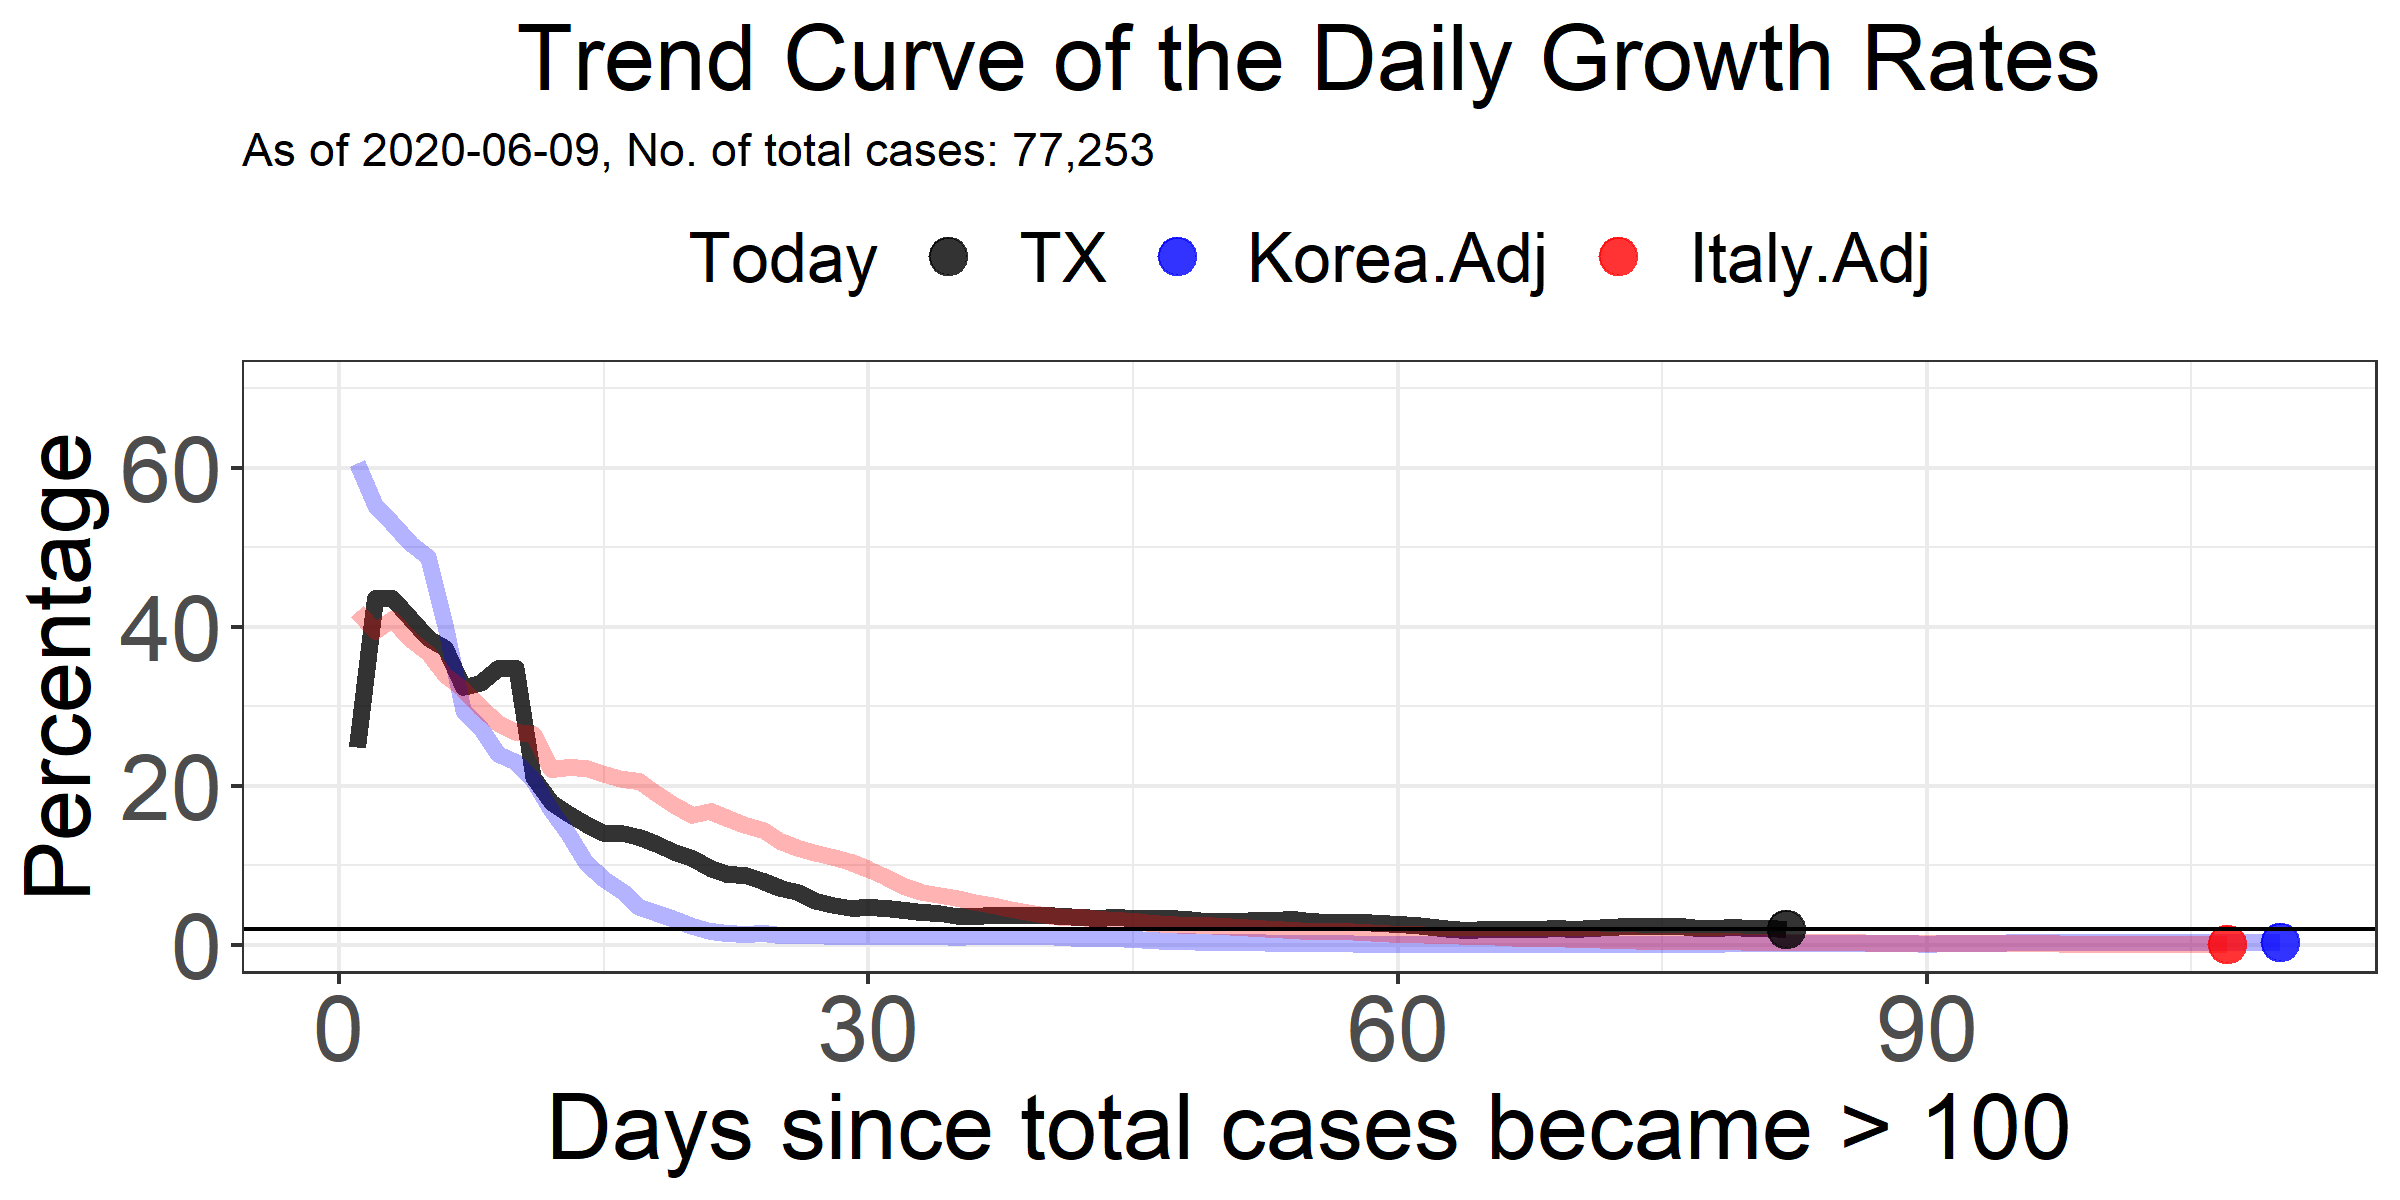 Trend Curve of the Daily Growth Rates
As of 2020-06-09, No. of total cases: 77,253
Today TX Korea.Adj Italy.Adj
Percentage
60
40
20
0
0 30 60 90
Days since total cases became > 100